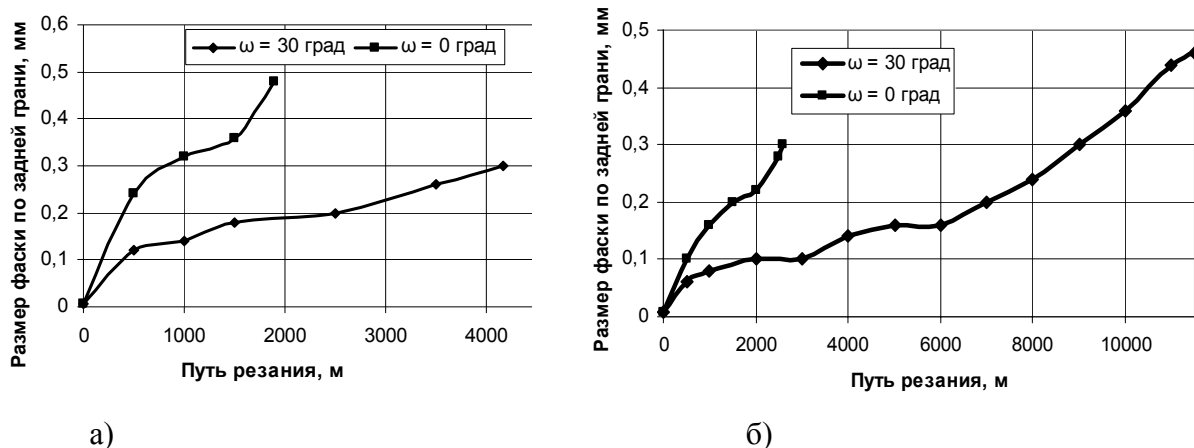 Размер фаски по задней грани, мм
0,6
0,5
0,4
0,3
0,2
0,1
0
ω = 30 град
ω = 0 град
0
1000
2000
3000
4000
Путь резания, м
а)
Размер фаски по задней грани, мм
0,5
0,4
0,3
0,2
0,1
0
ω = 30 град
ω = 0 град
0
2000
4000
6000
8000
10000
Путь резания, м
б)